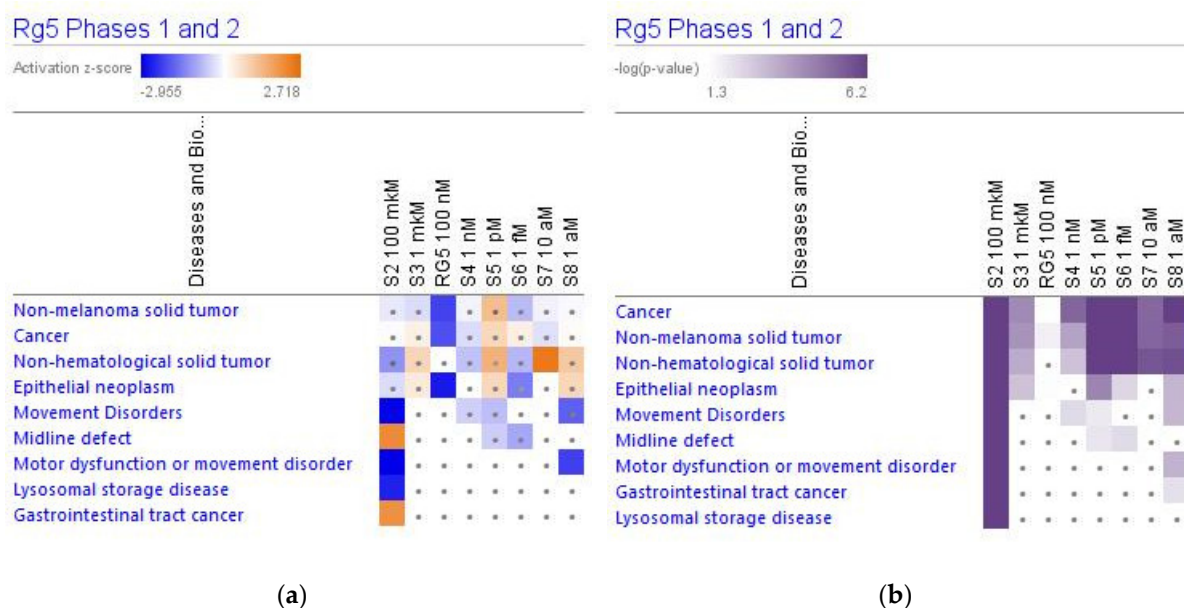 Rg5 Phases 1 and 2
Activation z-score
-2.955 2.718
Diseases and Bio...
S2 100 mkM
S3 1 mkM
RG5 100 nM
S4 1 nM
S5 1 pM
S6 1 fM
S7 10 aM
S8 1 aM
Non-melanoma solid tumor
Cancer
Non-hematological solid tumor
Epithelial neoplasm
Movement Disorders
Midline defect
Motor dysfunction or movement disorder
Lysosomal storage disease
Gastrointestinal tract cancer
(a)
Rg5 Phases 1 and 2
-log(p-value)
1.3 6.2
Diseases and Bio...
S2 100 mkM
S3 1 mkM
RG5 100 nM
S4 1 nM
S5 1 pM
S6 1 fM
S7 10 aM
S8 1 aM
Cancer
Non-melanoma solid tumor
Non-hematological solid tumor
Epithelial neoplasm
Movement Disorders
Midline defect
Motor dysfunction or movement disorder
Gastrointestinal tract cancer
Lysosomal storage disease
(b)